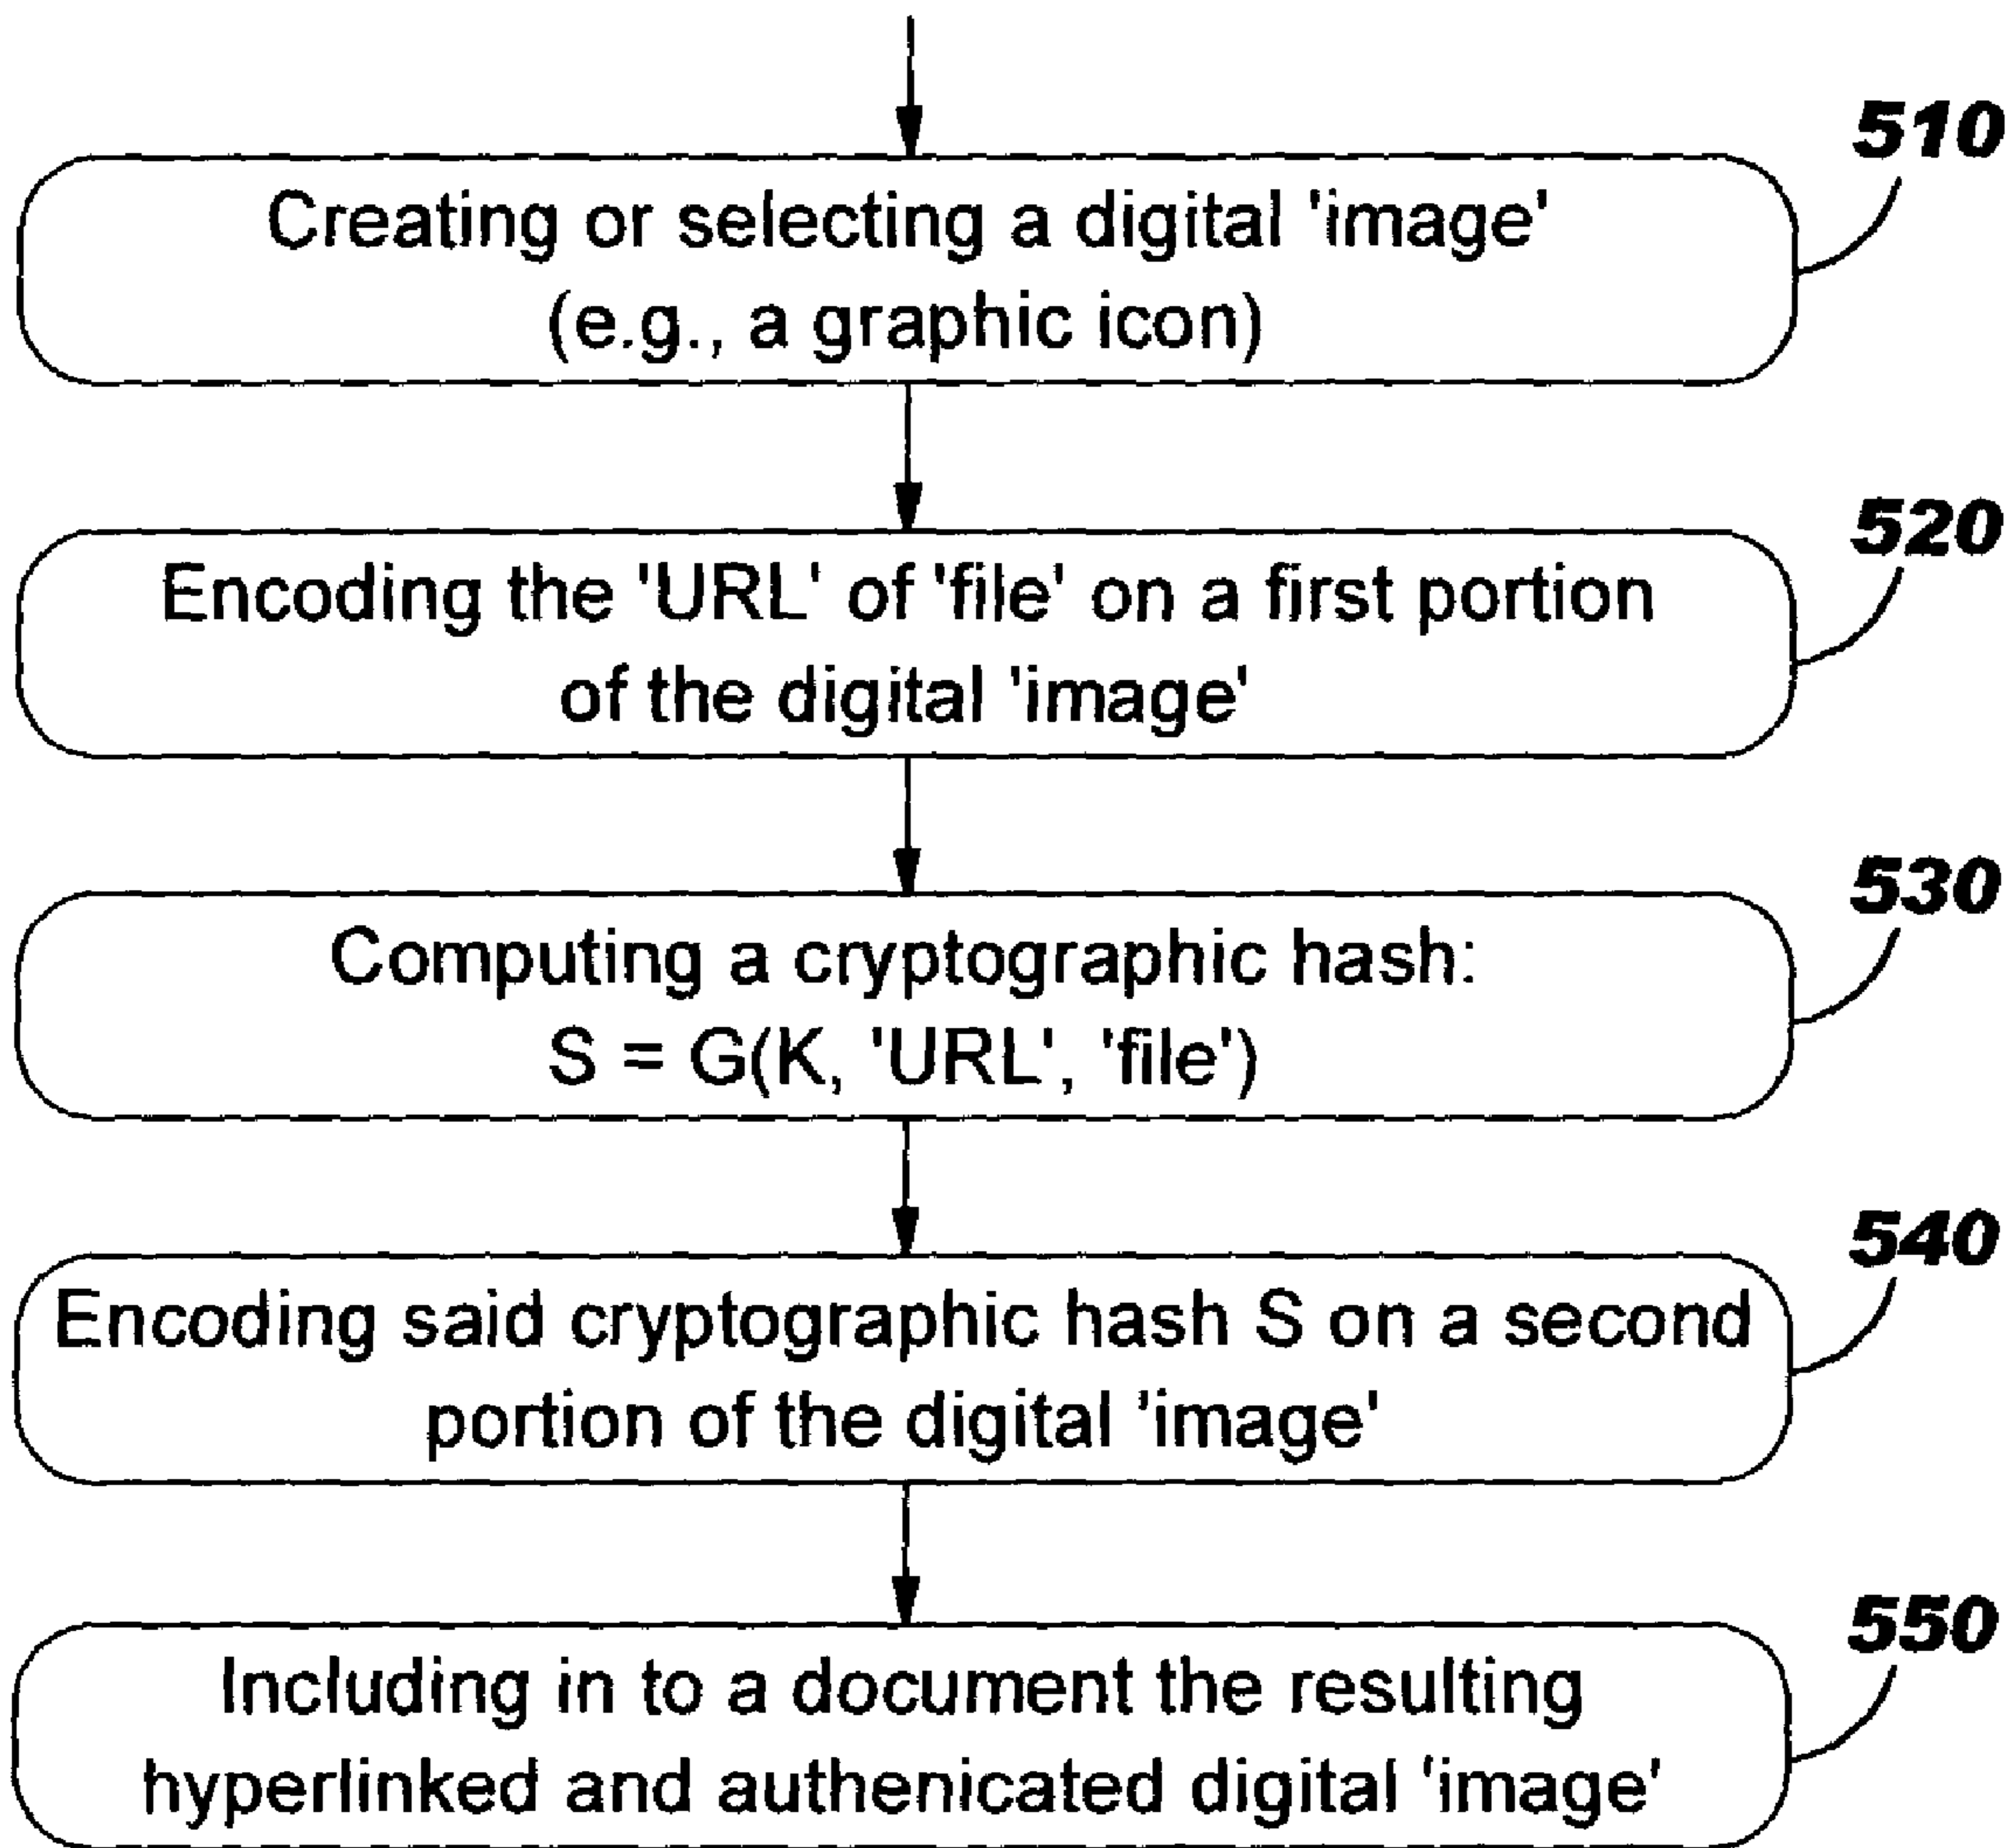 510
Creating or selecting a digital 'image'
(e.g., a graphic icon)
520
Encoding the 'URL' of 'file' on a first portion
of the digital 'image'
530
Computing a cryptographic hash:
S = G(K, 'URL', 'file')
540
Encoding said cryptographic hash S on a second
portion of the digital 'image'
550
Including in to a document the resulting
hyperlinked and authenicated digital 'image'